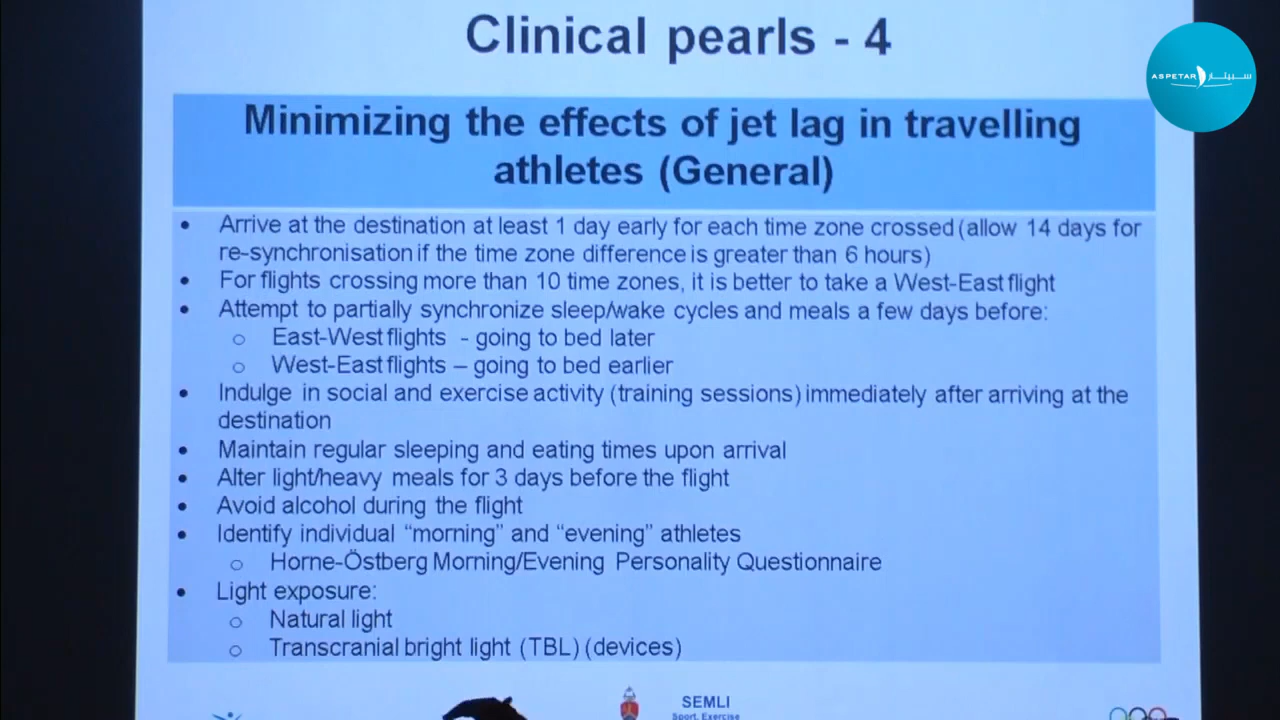 Clinical pearls - 4
ASPETAR سبيتار
Minimizing the effects of jet lag in travelling
athletes (General)
• Arrive at the destination at least 1 day early for each time zone crossed (allow 14 days for
re-synchronisation if the time zone difference is greater than 6 hours)
• For flights crossing more than 10 time zones, it is better to take a West-East flight
• Attempt to partially synchronize sleep/wake cycles and meals a few days before:
o East-West flights - going to bed later
o West-East flights – going to bed earlier
• Indulge in social and exercise activity (training sessions) immediately after arriving at the
destination
• Maintain regular sleeping and eating times upon arrival
• Alter light/heavy meals for 3 days before the flight
• Avoid alcohol during the flight
• Identify individual “morning” and “evening” athletes
o Horne-Östberg Morning/Evening Personality Questionnaire
• Light exposure:
o Natural light
o Transcranial bright light (TBL) (devices)
SEMLI
Sport, Exercise